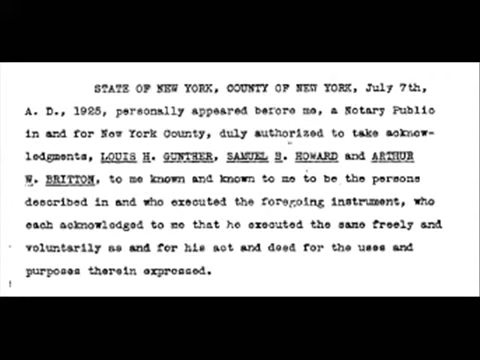 STATE OF NEW YORK, COUNTY OF NEW YORK, July 7th,
A. D., 1925, personally appeared before me, a Notary Public
in and for New York County, duly authorized to take acknow-
ledgments, LOUIS H. GUNTHER, SAMUEL S. HOWARD and ARTHUR
W. BRITTON, to me known and known to me to be the persons
described in and who executed the foregoing instrument, who
each acknowledged to me that he executed the same freely and
voluntarily as and for his act and deed for the uses and
purposes therein expressed.